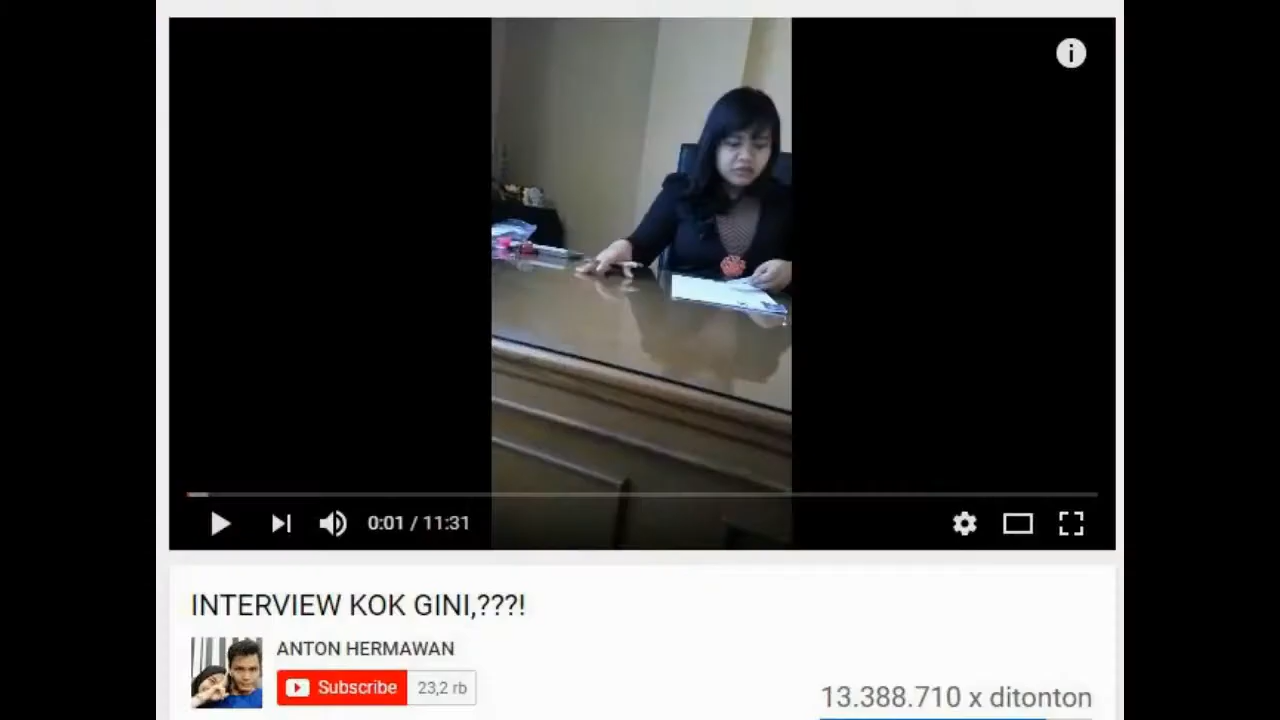 0:01 / 11:31
INTERVIEW KOK GINI,???!
ANTON HERMAWAN
Subscribe 23,2 rb
13.388.710 x ditonton